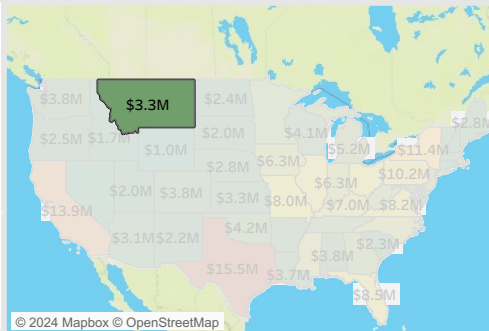 $3.8M
$3.3M
$2.4M
$2.8M
$2.5M
$1.7M
$2.0M
$4.1M
$5.2M
$11.4M
$1.0M
$2.8M
$6.3M
$10.2M
$2.0M
$3.8M
$3.3M
$8.0M
$6.3M
$7.0M
$8.2M
$13.9M
$3.1M
$2.2M
$4.2M
$2.3M
$3.8M
$15.5M
$3.7M
$8.5M
© 2024 Mapbox © OpenStreetMap